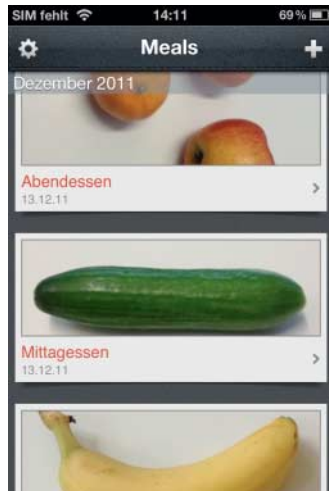 SIM fehlt 14:11 69%
Meals
Dezember 2011
Abendessen
13.12.11
Mittagessen
13.12.11